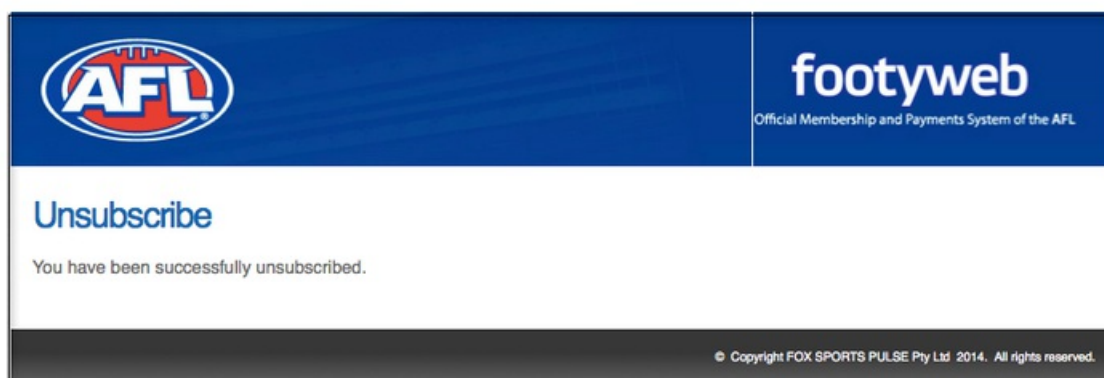 AFL
footyweb
Official Membership and Payments System of the AFL
Unsubscribe
You have been successfully unsubscribed.
© Copyright FOX SPORTS PULSE Pty Ltd 2014. All rights reserved.